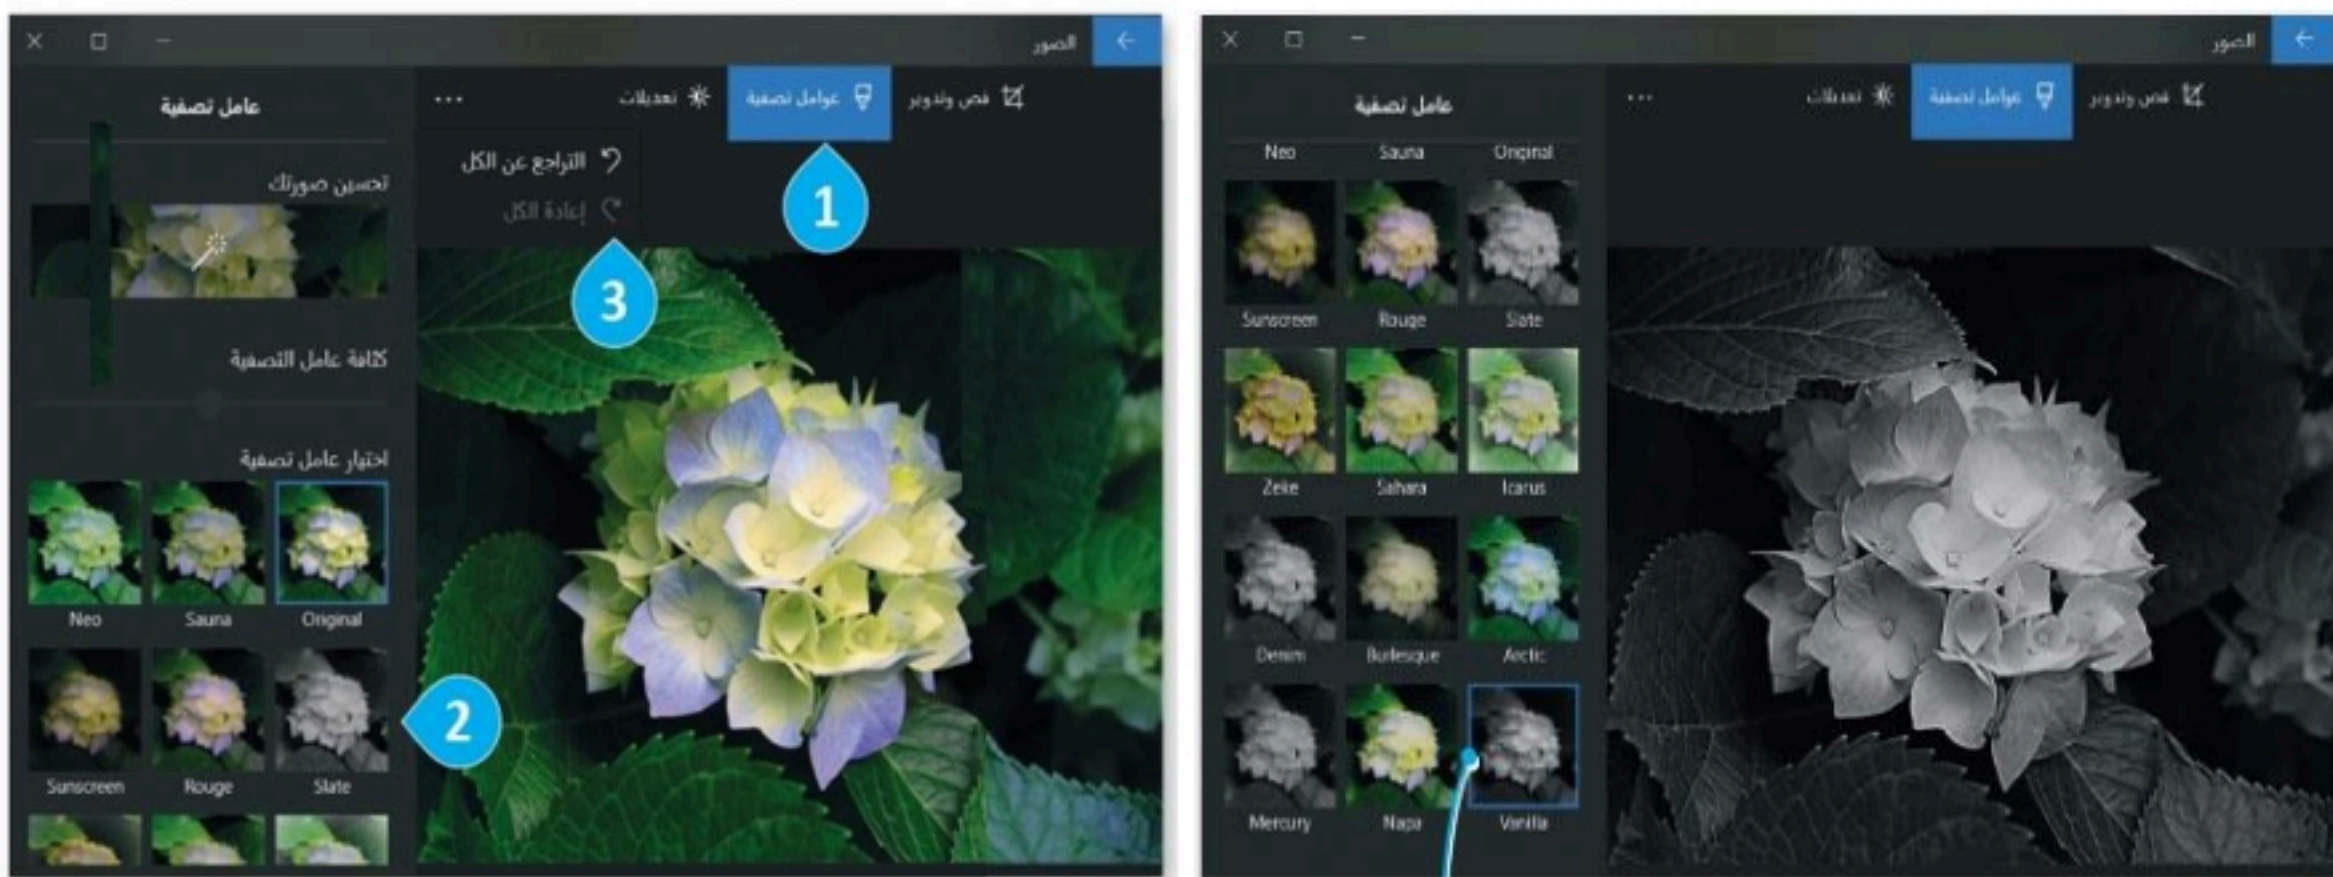 الصور
قص وتدوير
عوامل تصفية
تعديلات
...
التراجع عن الكل
إعادة الكل
1
3
عامل تصفية
تحسين صورتك
كثافة عامل التصفية
اختيار عامل تصفية
Neo Sauna Original
Sunscreen Rouge Slate
2
الصور
قص وتدوير
عوامل تصفية
تعديلات
...
عامل تصفية
Neo Sauna Original
Sunscreen Rouge Slate
Zeke Sahara Icarus
Denim Burlesque Arctic
Mercury Napa Vanilla